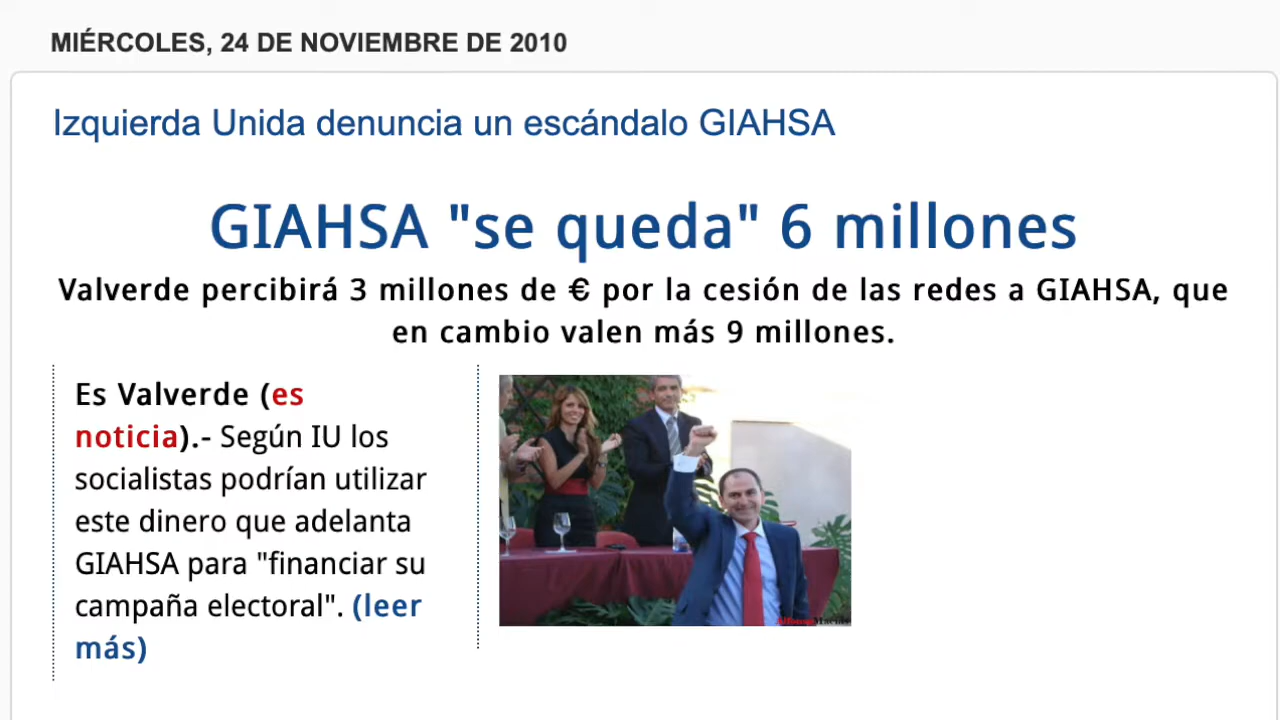 MIÉRCOLES, 24 DE NOVIEMBRE DE 2010
Izquierda Unida denuncia un escándalo GIAHSA
GIAHSA "se queda" 6 millones
Valverde percibirá 3 millones de € por la cesión de las redes a GIAHSA, que
en cambio valen más 9 millones.
Es Valverde (es
noticia).- Según IU los
socialistas podrían utilizar
este dinero que adelanta
GIAHSA para "financiar su
campaña electoral". (leer
más)